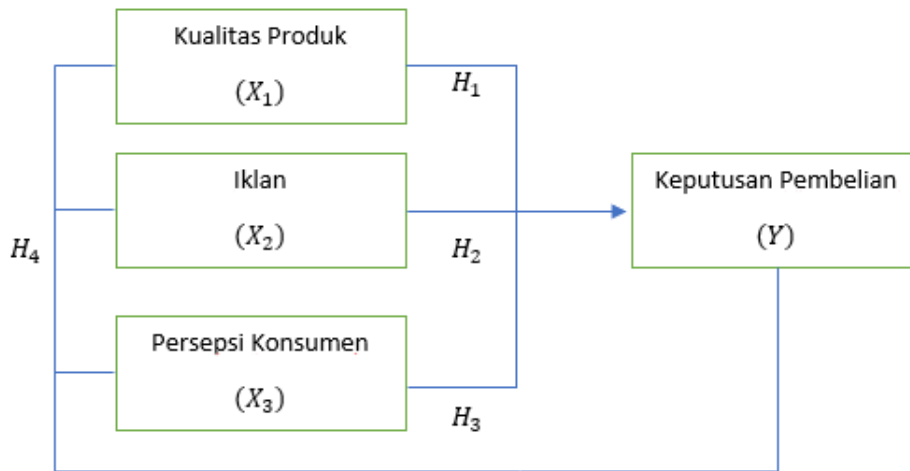 Kualitas Produk
(X₁)
H₁
Iklan
(X₂)
H₂
Keputusan Pembelian
(Y)
H₄
Persepsi Konsumen
(X₃)
H₃